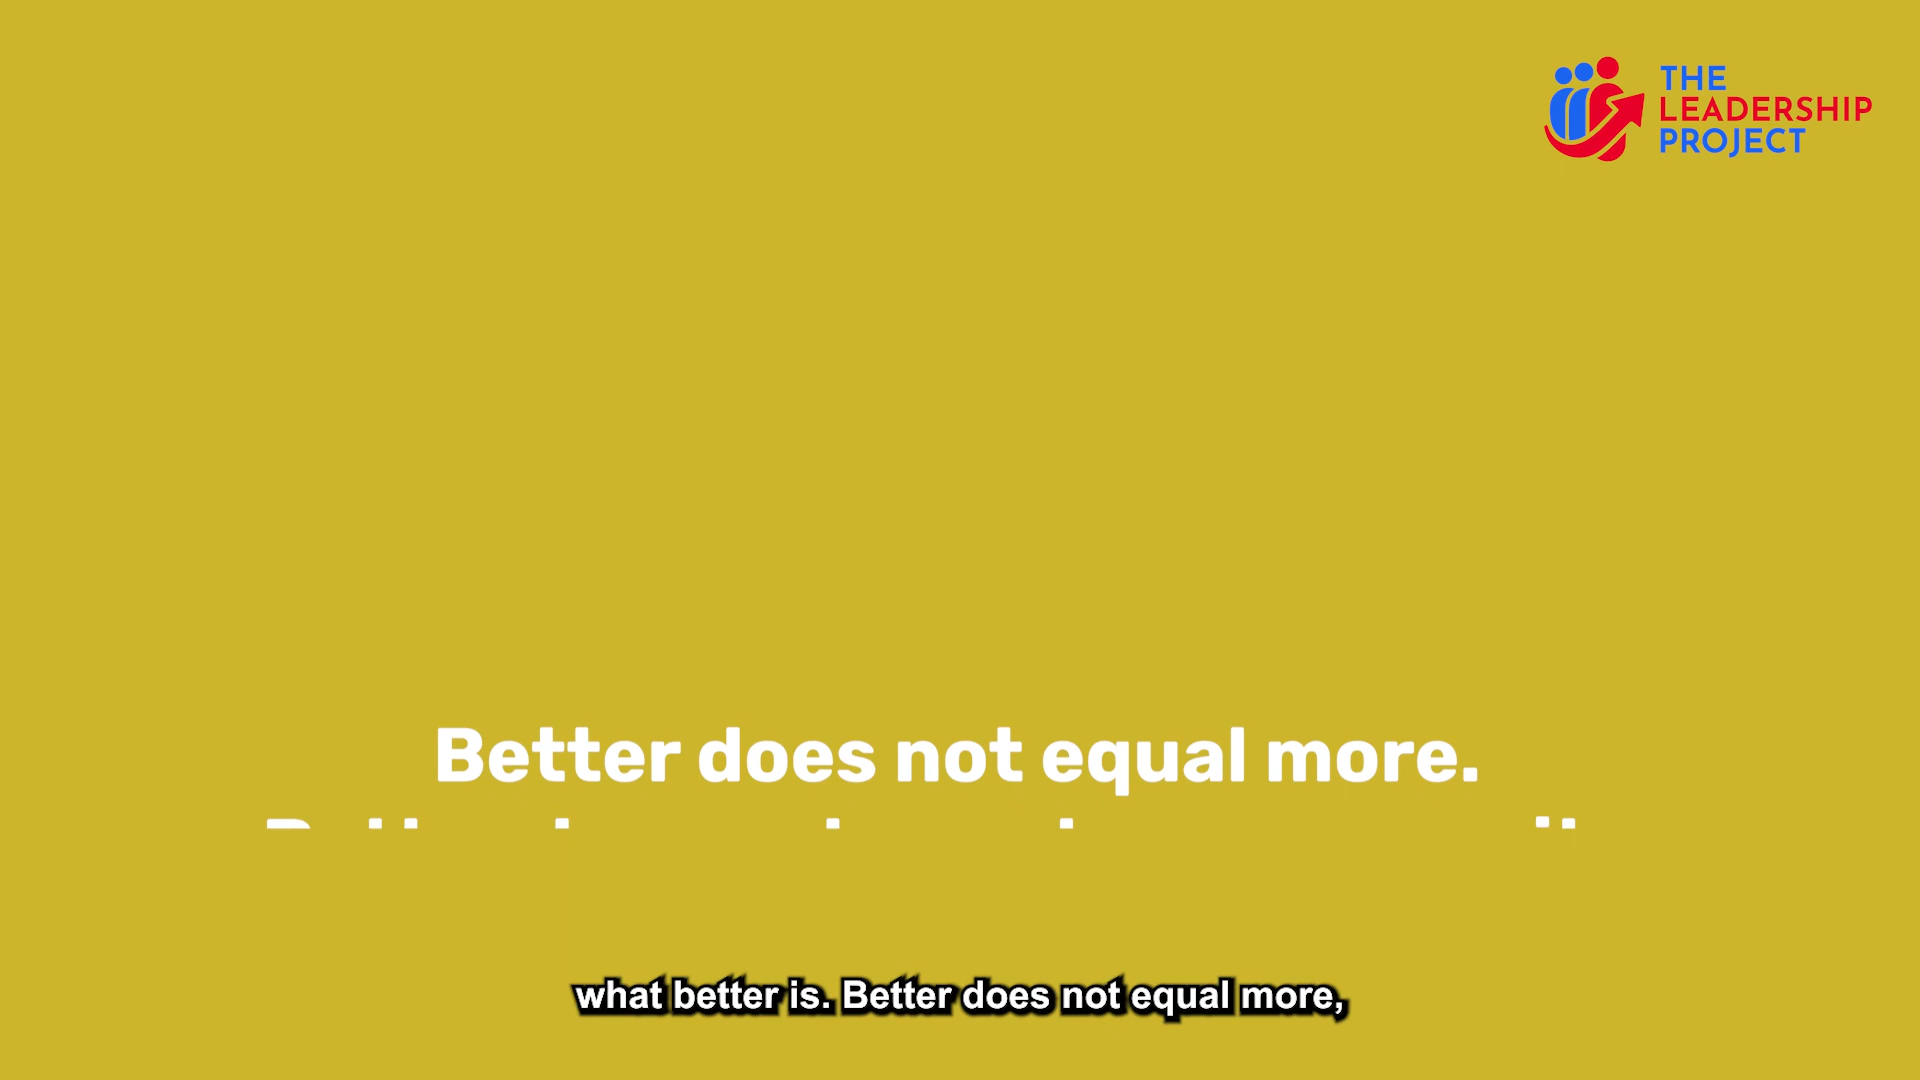 THE
LEADERSHIP
PROJECT
Better does not equal more.
what better is. Better does not equal more,